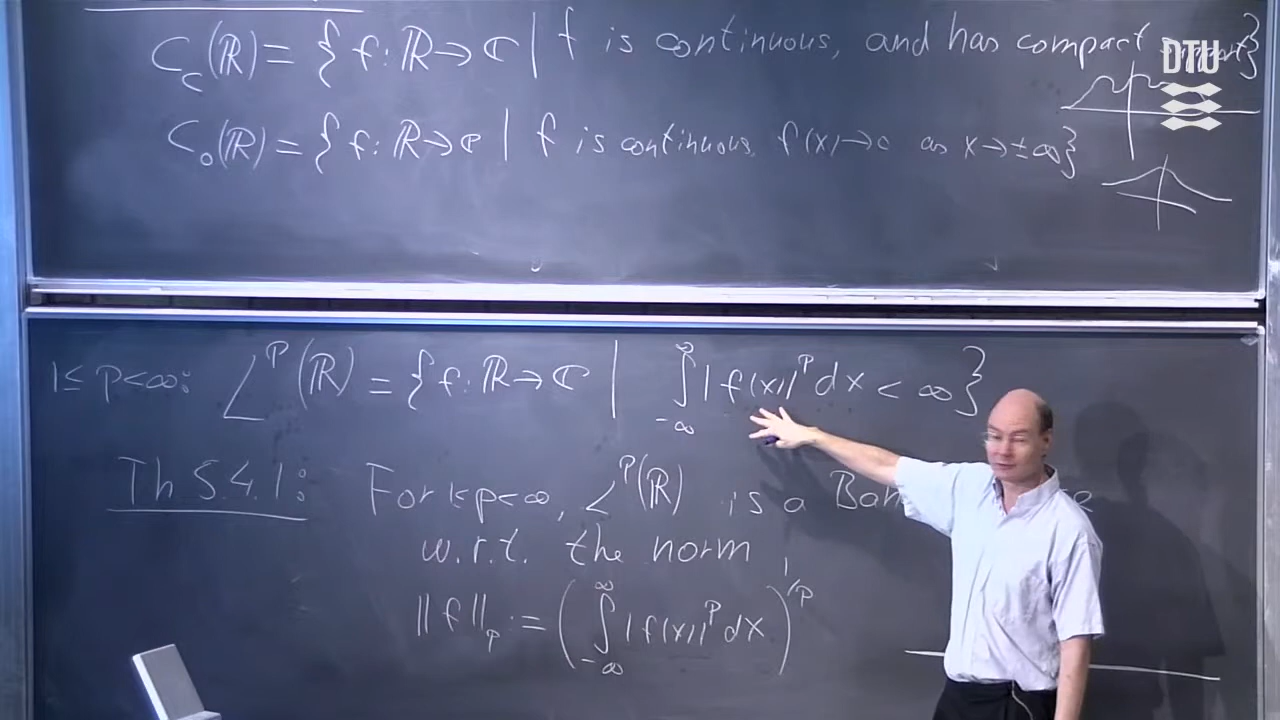 C_c(ℝ) = { f: ℝ → ℂ | f is continuous, and has compact support}
DTU
C_0(ℝ) = { f: ℝ → ℂ | f is continuous, f(x) → 0 as x → ±∞}
1 ≤ p < ∞: L^p(ℝ) = { f: ℝ → ℂ | ∫_{-∞}^{∞} |f(x)|^p dx < ∞}
Th 5.4.1: For 1≤p<∞, L^p(ℝ) is a
w.r.t. the norm
||f||_p := ( ∫_{-∞}^{∞} |f(x)|^p dx )^{1/p}